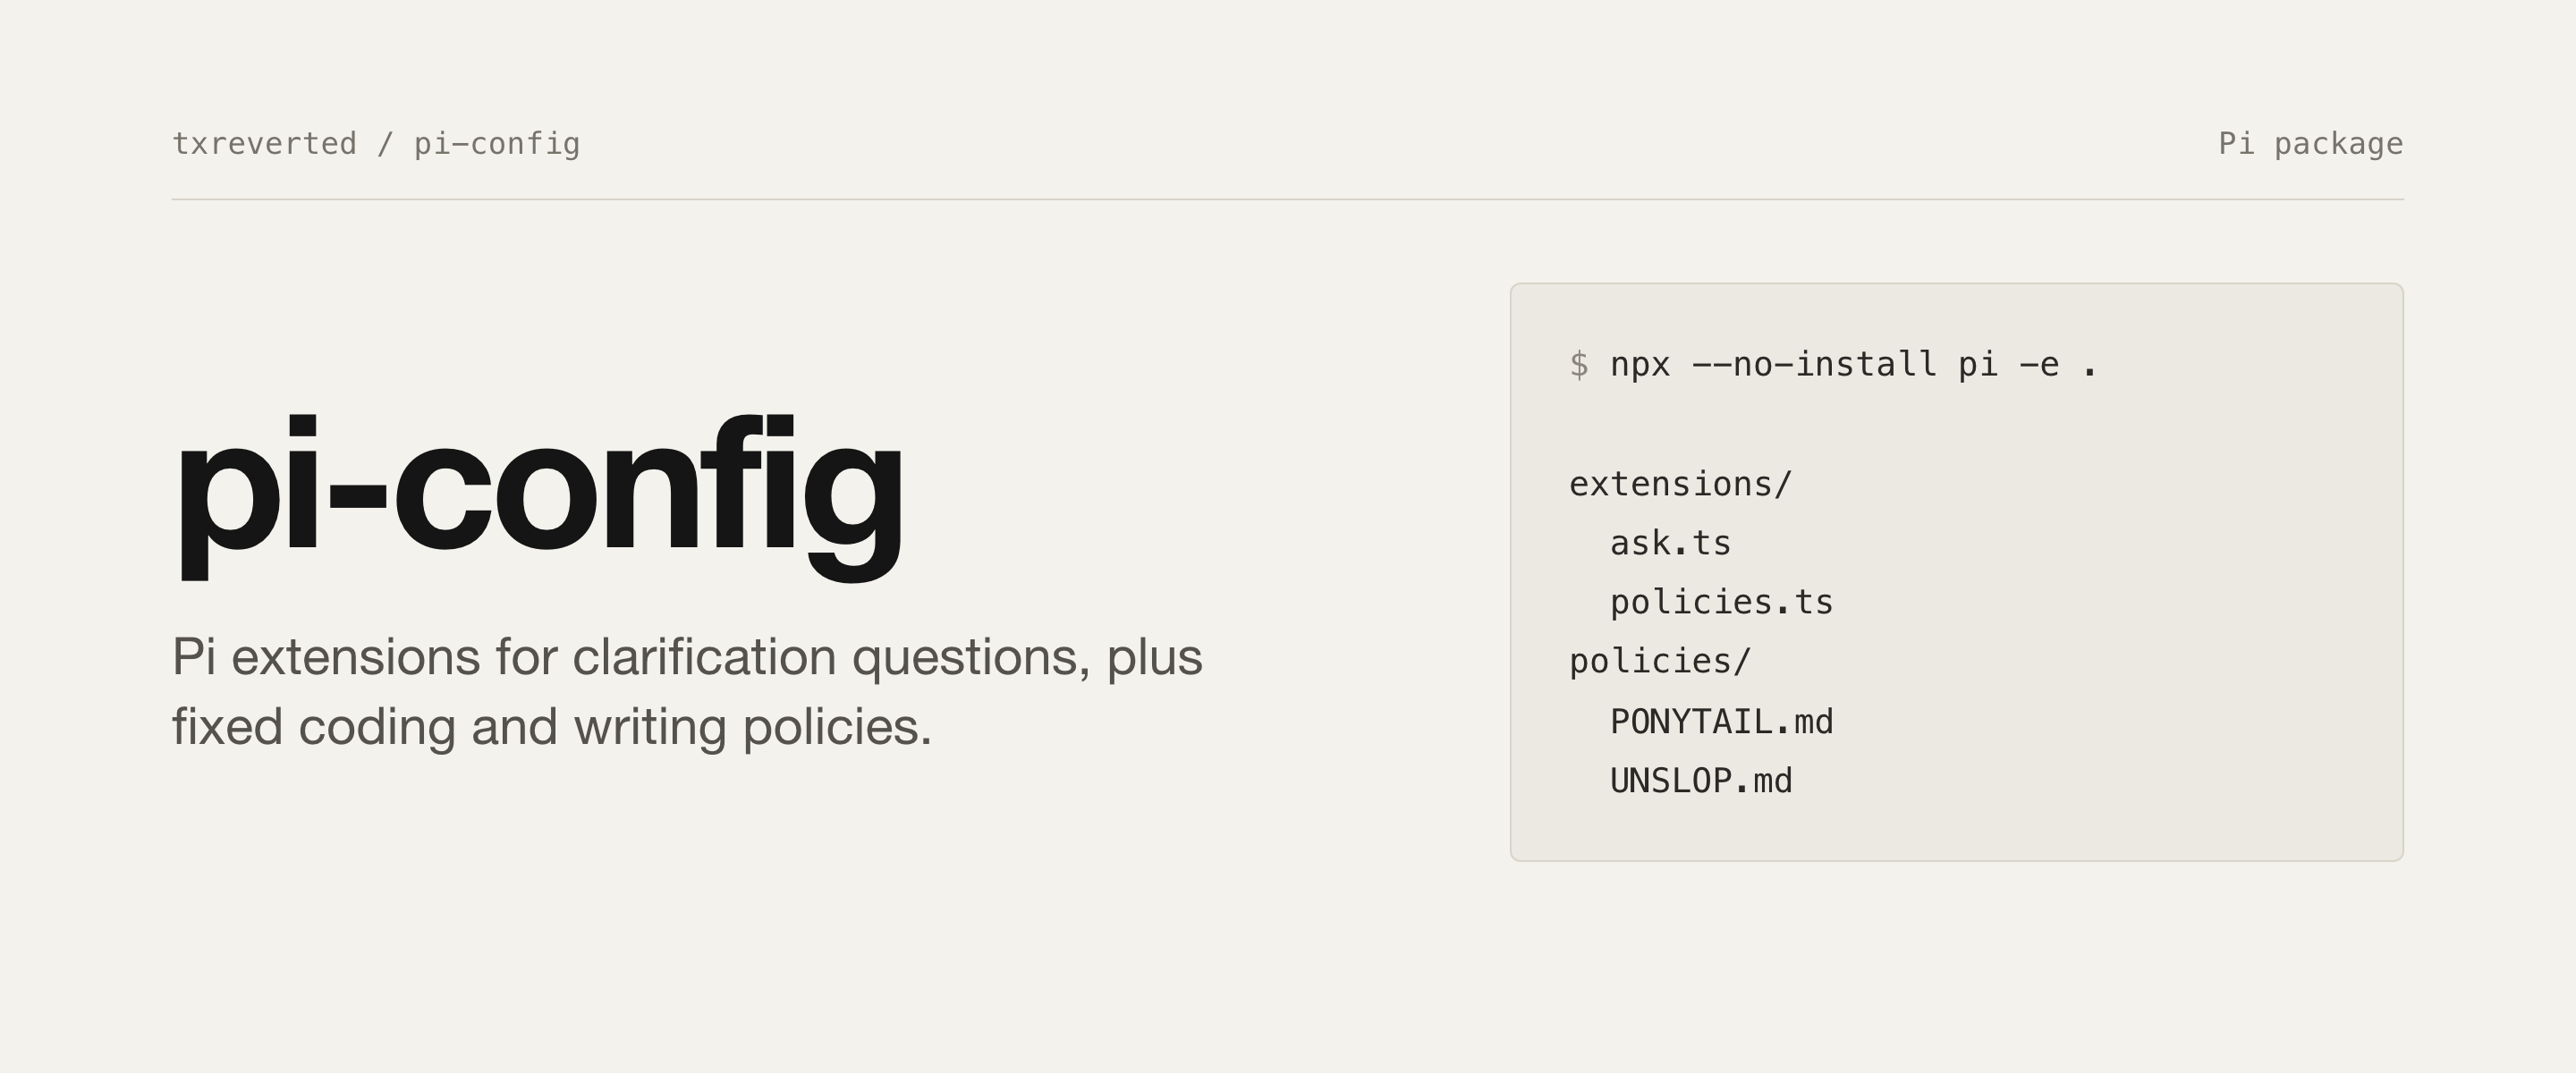 txreverted / pi-config
Pi package
pi-config
Pi extensions for clarification questions, plus
fixed coding and writing policies.
$ npx --no-install pi -e .
extensions/
  ask.ts
  policies.ts
policies/
  PONYTAIL.md
  UNSLOP.md